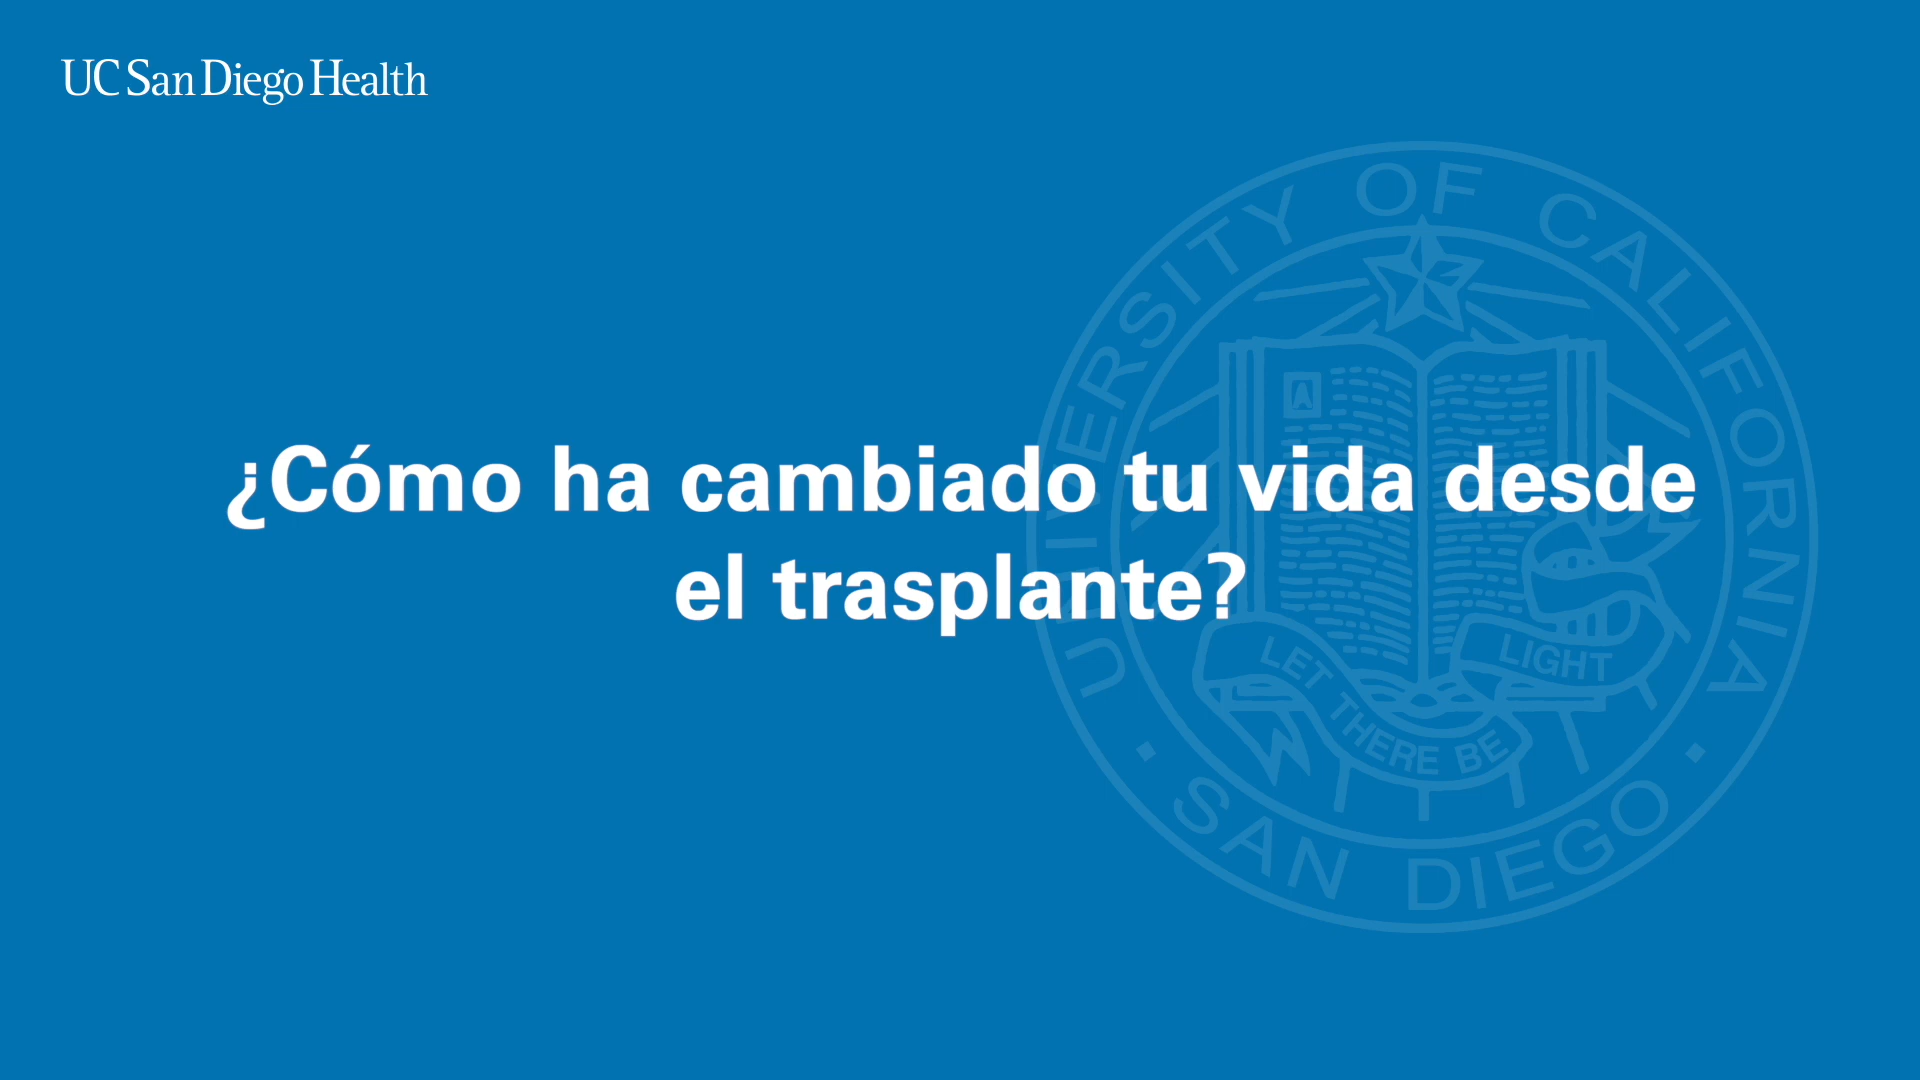 UC San Diego Health
UNIVERSITY OF CALIFORNIA
A
¿Cómo ha cambiado tu vida desde
el trasplante?
LET THERE BE LIGHT
SAN DIEGO